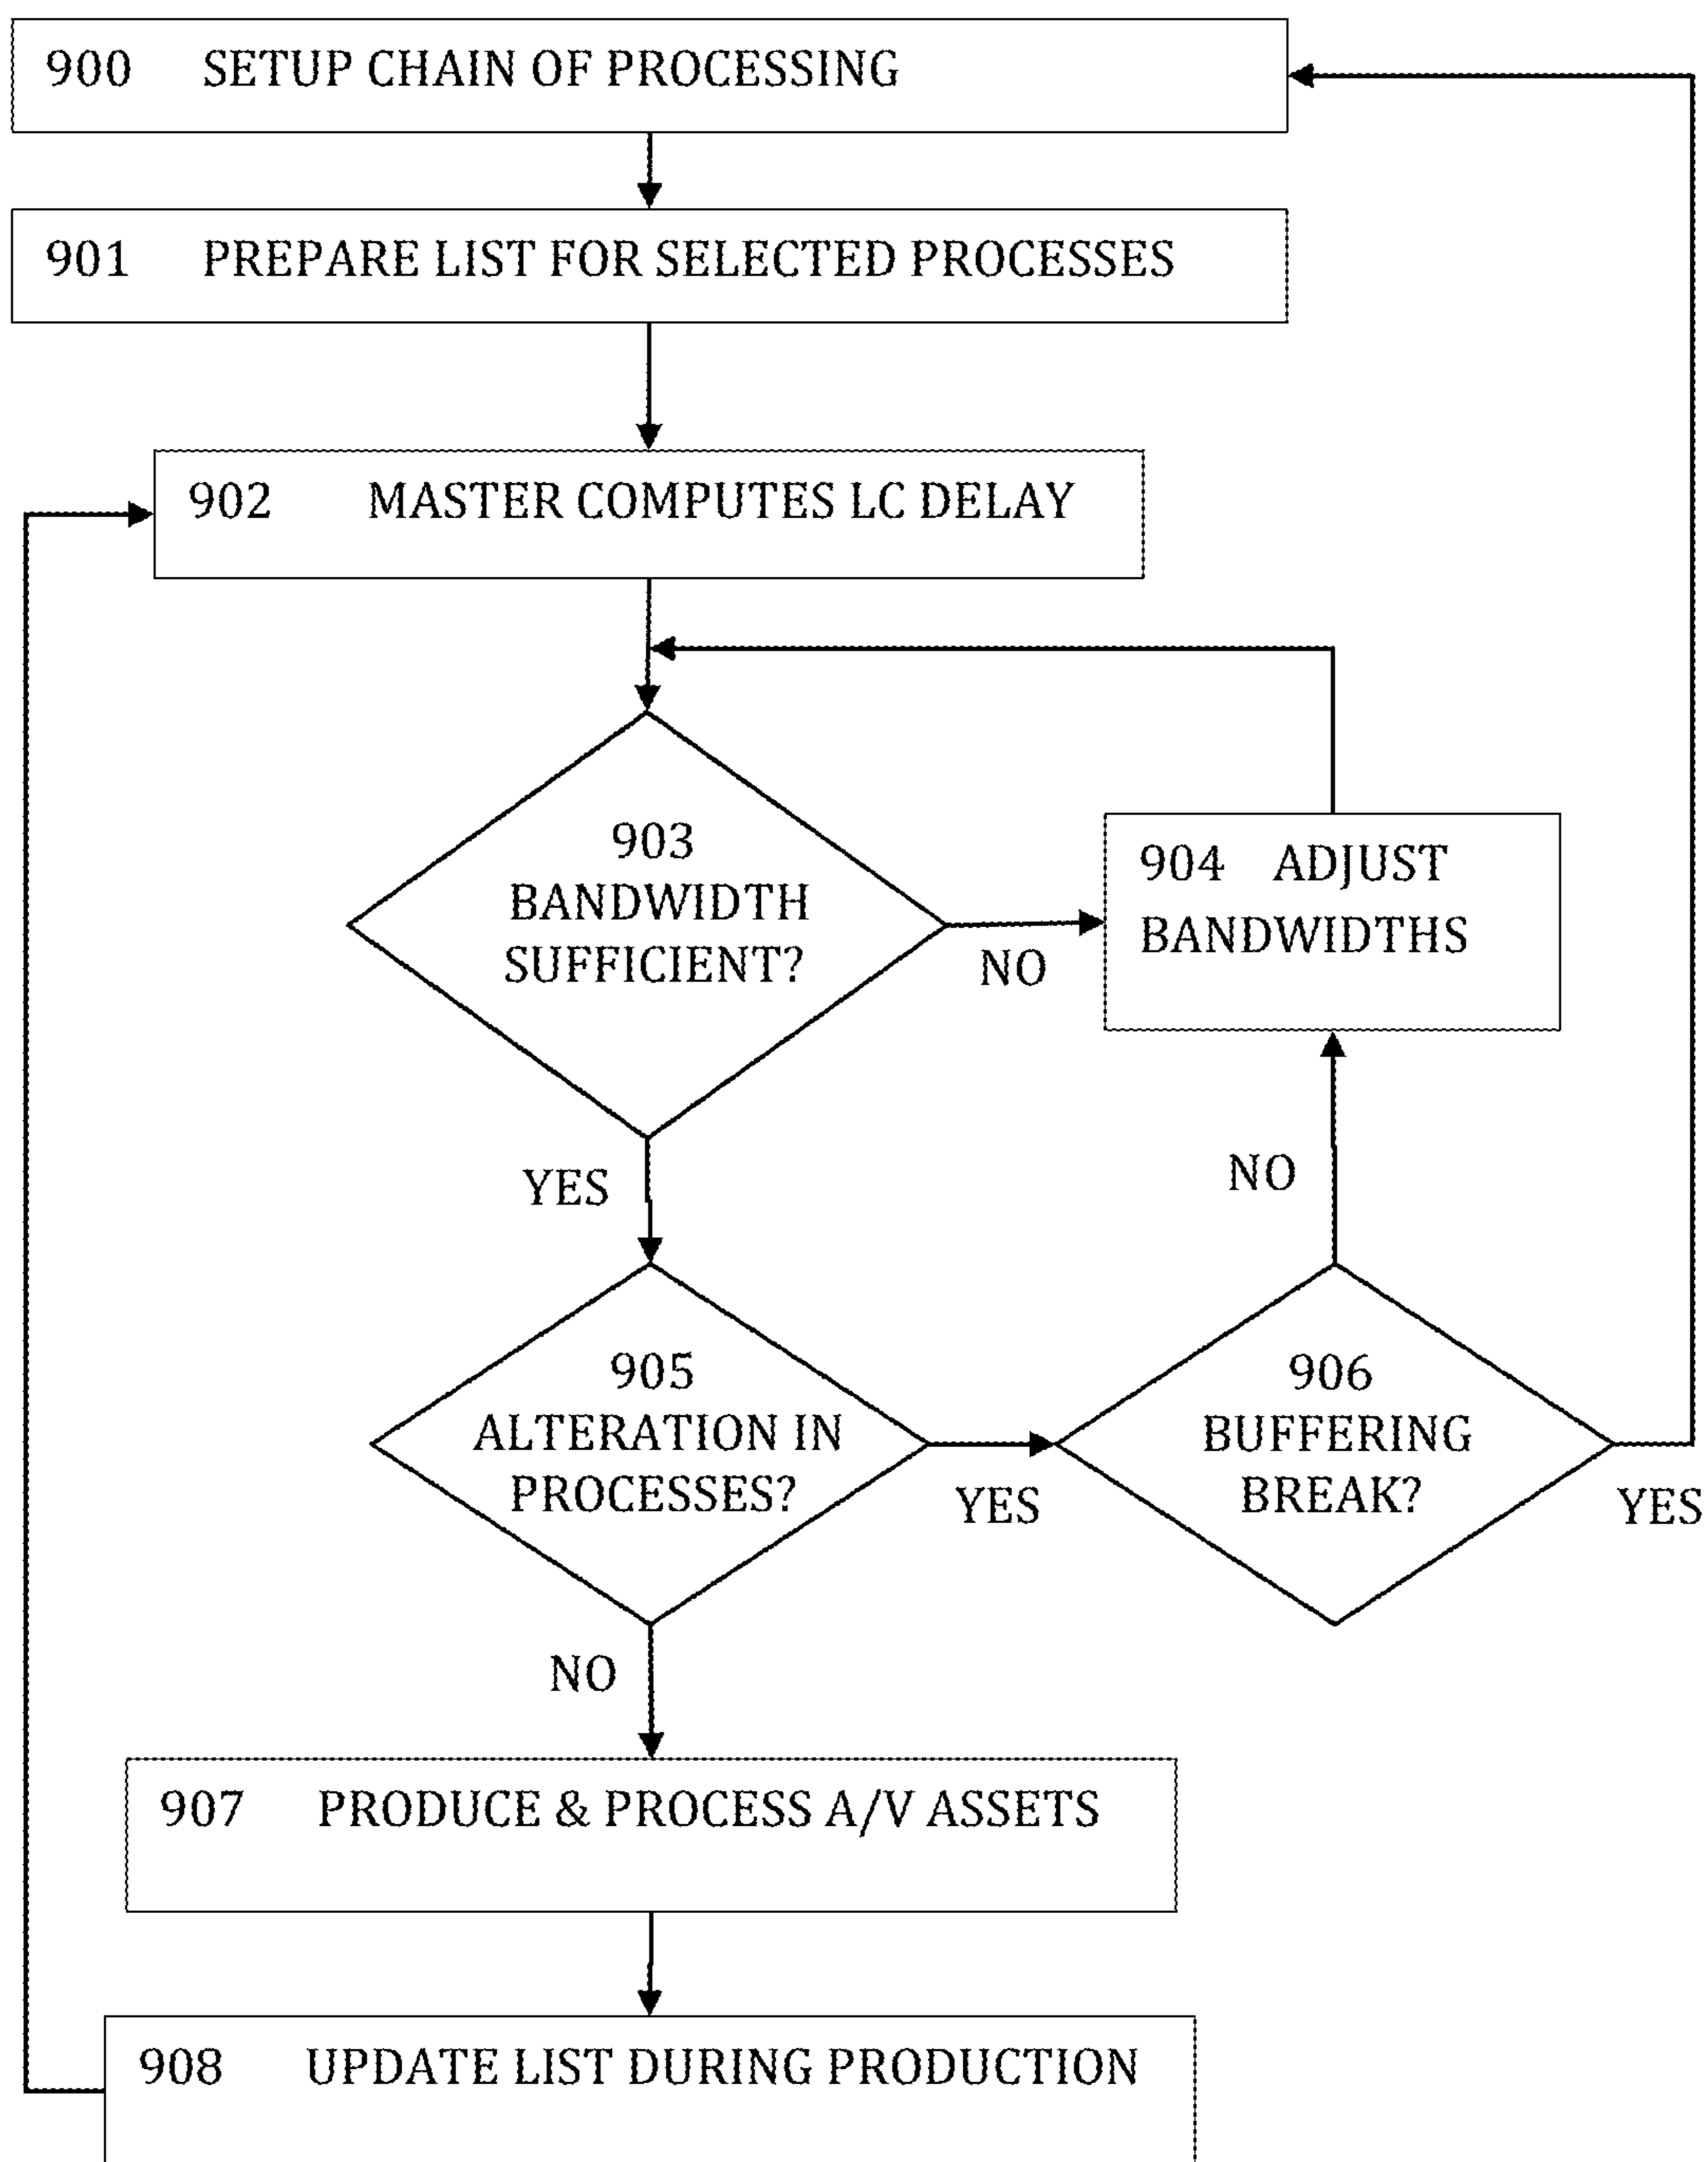 900 SETUP CHAIN OF PROCESSING
901 PREPARE LIST FOR SELECTED PROCESSES
902 MASTER COMPUTES LC DELAY
903
BANDWIDTH
SUFFICIENT?
904 ADJUST
BANDWIDTHS
NO
YES
NO
905
ALTERATION IN
PROCESSES?
YES
906
BUFFERING
BREAK?
YES
NO
907 PRODUCE & PROCESS A/V ASSETS
908 UPDATE LIST DURING PRODUCTION